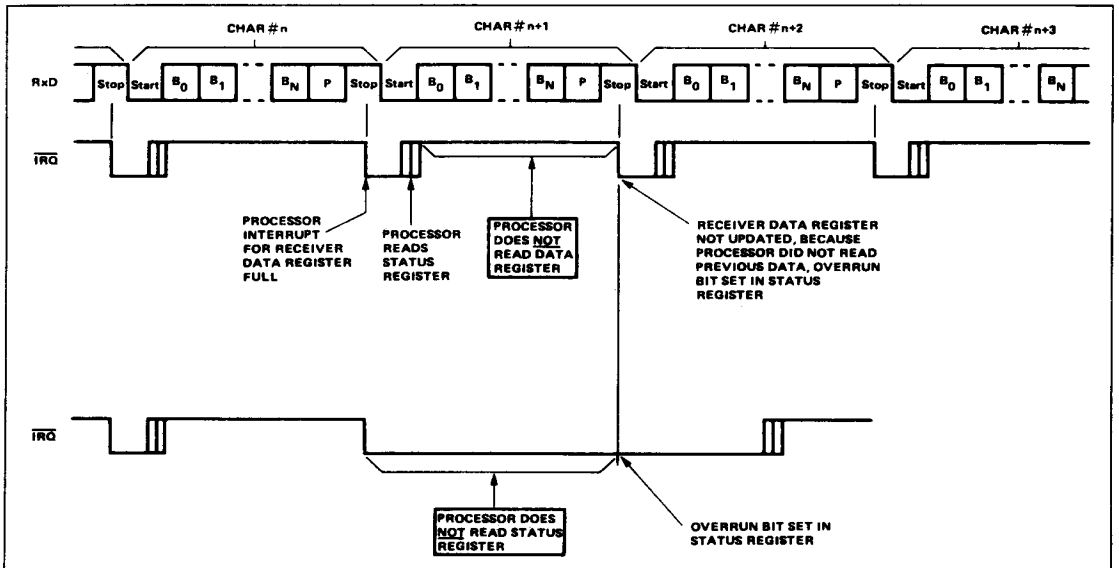 CHAR#n
CHAR#n+1
CHAR#n+2
CHAR#n+3
RxD
Stop Start B0 B1 BN P Stop Start B0 B1 BN P Stop Start B0 B1 BN P Stop Start B0 B1 BN
IRQ
PROCESSOR
INTERRUPT
FOR RECEIVER
DATA REGISTER
FULL
PROCESSOR
READS
STATUS
REGISTER
PROCESSOR
DOES NOT
READ DATA
REGISTER
RECEIVER DATA REGISTER
NOT UPDATED, BECAUSE
PROCESSOR DID NOT READ
PREVIOUS DATA, OVERRUN
BIT SET IN STATUS
REGISTER
IRQ
PROCESSOR DOES
NOT READ STATUS
REGISTER
OVERRUN BIT SET IN
STATUS REGISTER